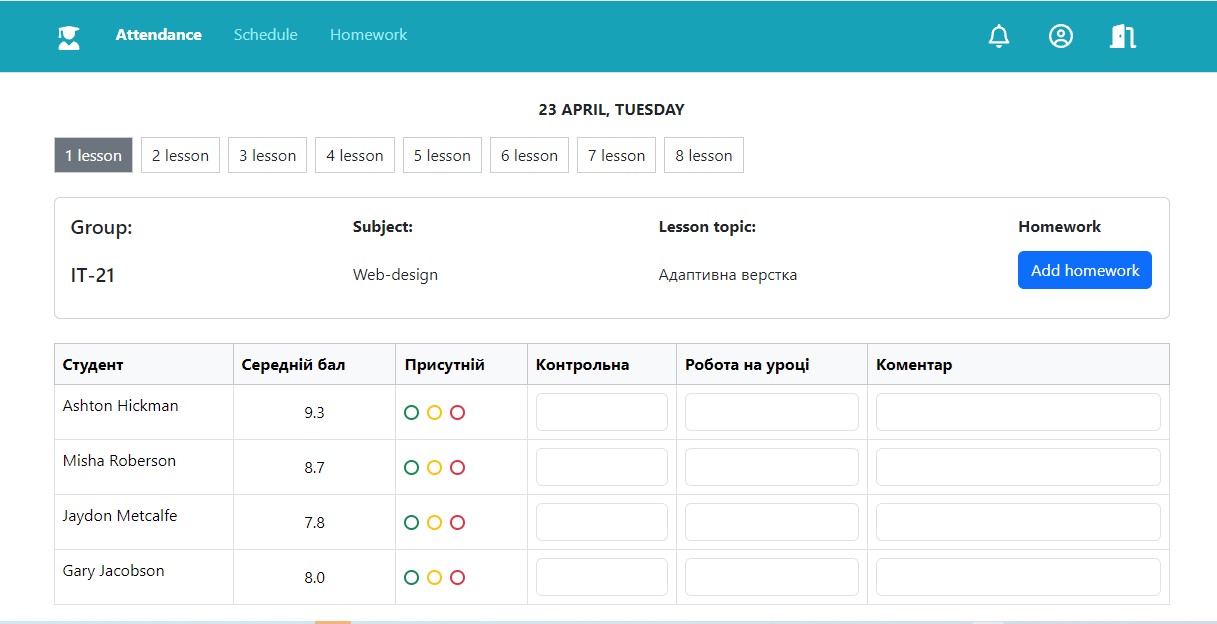 Attendance Schedule Homework
23 APRIL, TUESDAY
1 lesson 2 lesson 3 lesson 4 lesson 5 lesson 6 lesson 7 lesson 8 lesson
Group: Subject: Lesson topic: Homework
IT-21 Web-design Адаптивна верстка Add homework
Студент Середній бал Присутній Контрольна Робота на уроці Коментар
Ashton Hickman 9.3
Misha Roberson 8.7
Jaydon Metcalfe 7.8
Gary Jacobson 8.0